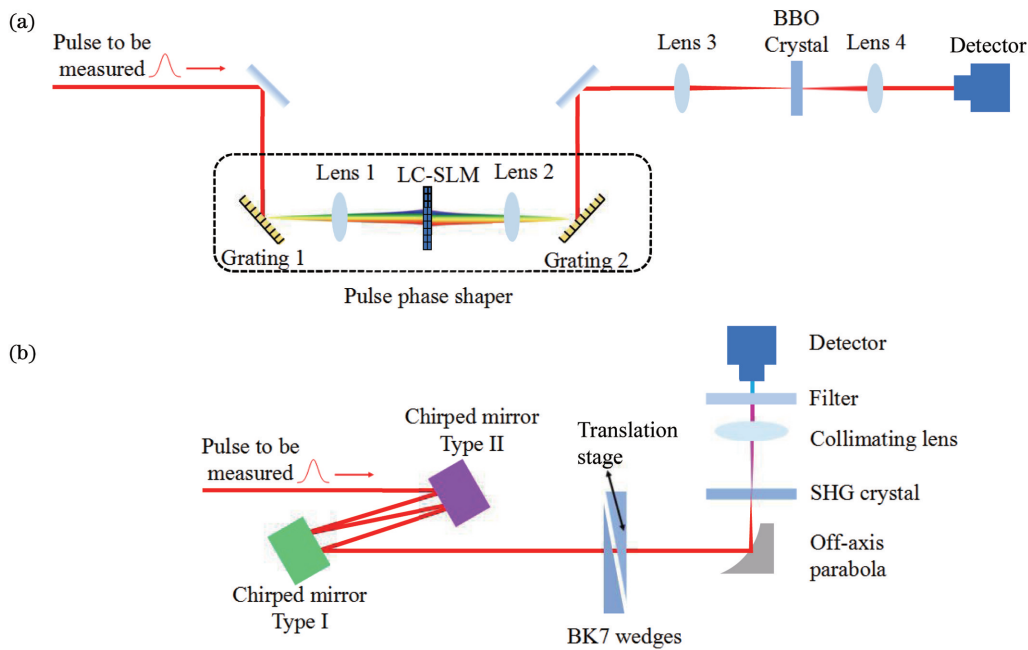 (a)
Pulse to be
measured
Lens 3
BBO
Crystal
Lens 4
Detector
Lens 1
LC-SLM
Lens 2
Grating 1
Grating 2
Pulse phase shaper
(b)
Detector
Filter
Collimating lens
SHG crystal
Off-axis
parabola
Chirped mirror
Type II
Translation
stage
Pulse to be
measured
Chirped mirror
Type I
BK7 wedges